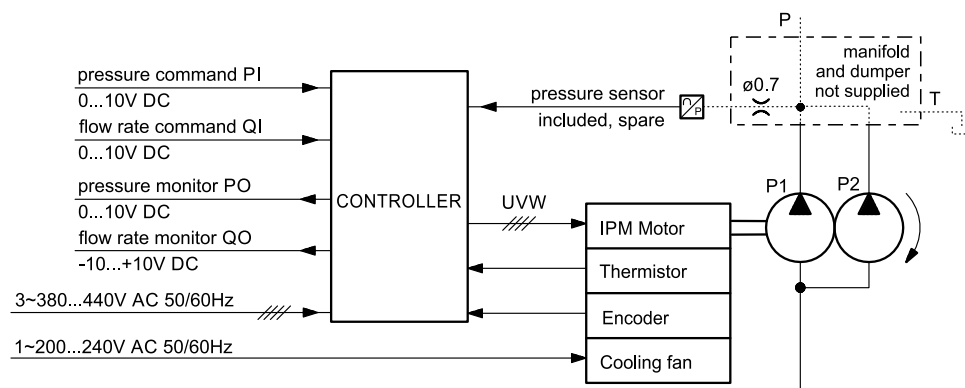 P
manifold
and dumper
not supplied
ø0.7
T
pressure command PI
0...10V DC
flow rate command QI
0...10V DC
pressure monitor PO
0...10V DC
flow rate monitor QO
-10...+10V DC
3~380...440V AC 50/60Hz
1~200...240V AC 50/60Hz
CONTROLLER
pressure sensor
included, spare
P
UVW
IPM Motor
Thermistor
Encoder
Cooling fan
P1
P2